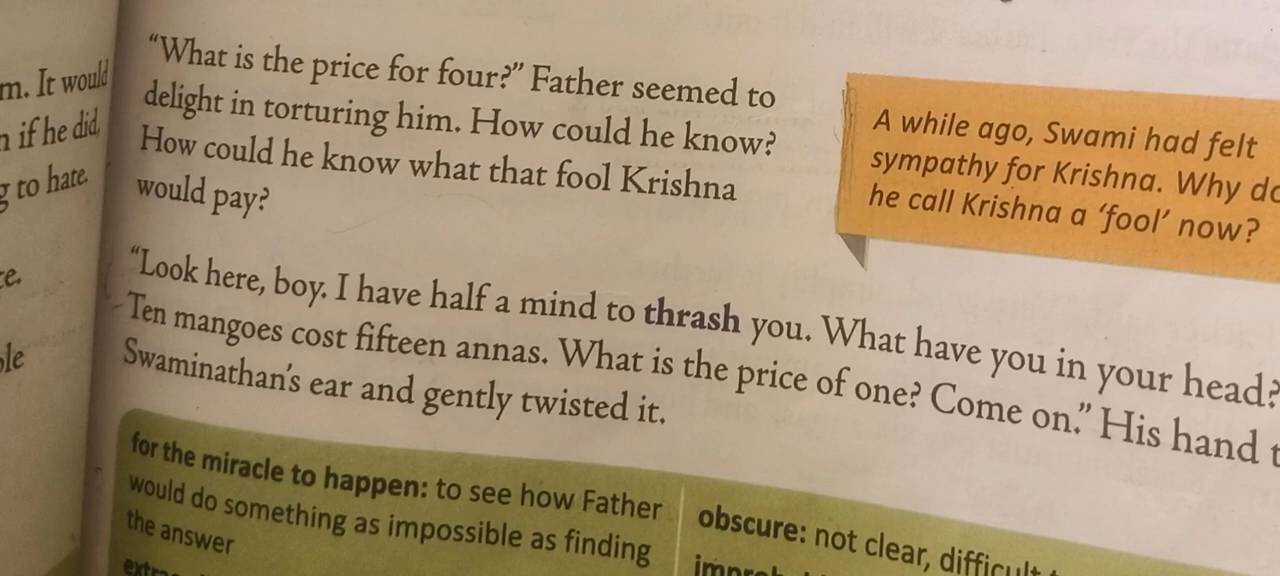 m. It would
n if he did,
g to hate.
“What is the price for four?” Father seemed to
delight in torturing him. How could he know?
How could he know what that fool Krishna
would pay?
A while ago, Swami had felt
sympathy for Krishna. Why do
he call Krishna a ‘fool’ now?
“Look here, boy. I have half a mind to thrash you. What have you in your head?
Ten mangoes cost fifteen annas. What is the price of one? Come on.” His hand
Swaminathan’s ear and gently twisted it.
for the miracle to happen: to see how Father
would do something as impossible as finding
the answer
obscure: not clear, difficult